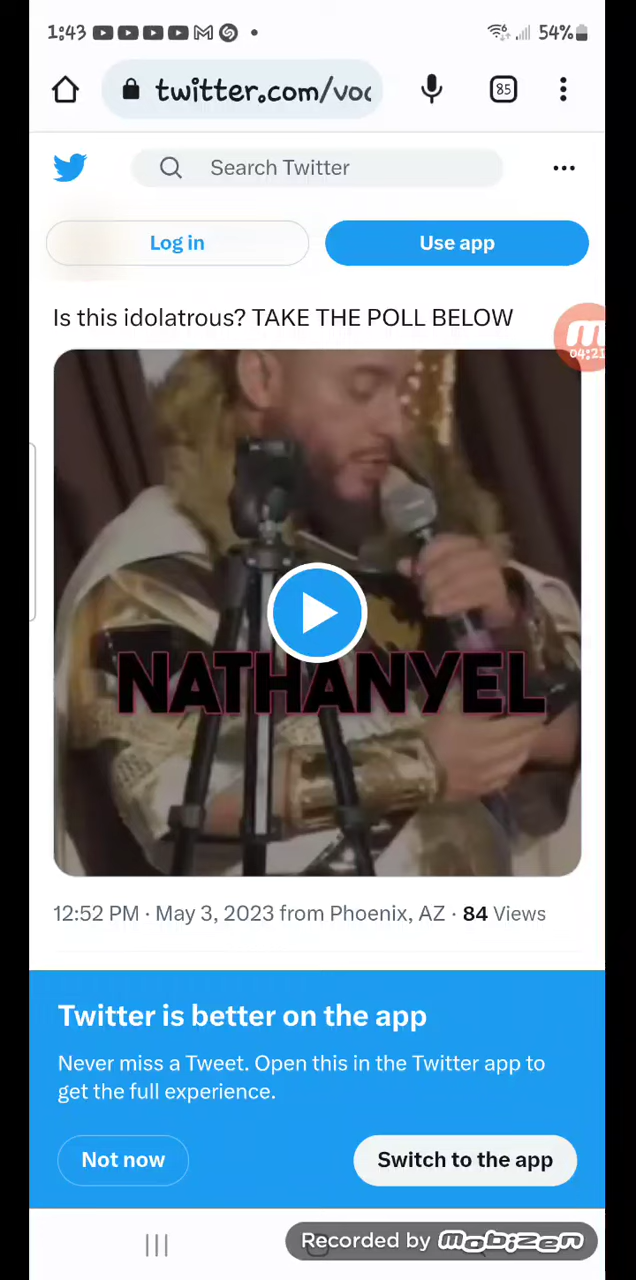 1:43
54%
twitter.com/voc
85
Search Twitter
Log in
Use app
Is this idolatrous? TAKE THE POLL BELOW
04:21
NATHANYEL
12:52 PM · May 3, 2023 from Phoenix, AZ · 84 Views
Twitter is better on the app
Never miss a Tweet. Open this in the Twitter app to
get the full experience.
Not now
Switch to the app
Recorded by mobizen